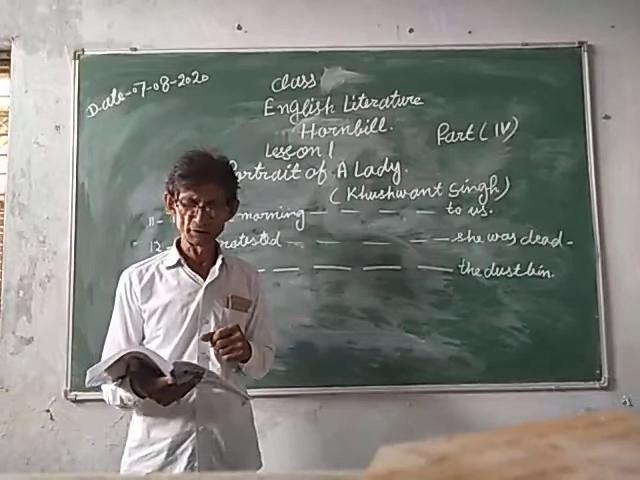 Date-07-08-2020
Class
English Literature
Hornbill.
Part (IV)
Lesson 1
Portrait of A Lady.
(Khushwant Singh)
11- morning — — — — to us.
12- — — — — she was dead-
— — — — — the dust bin.